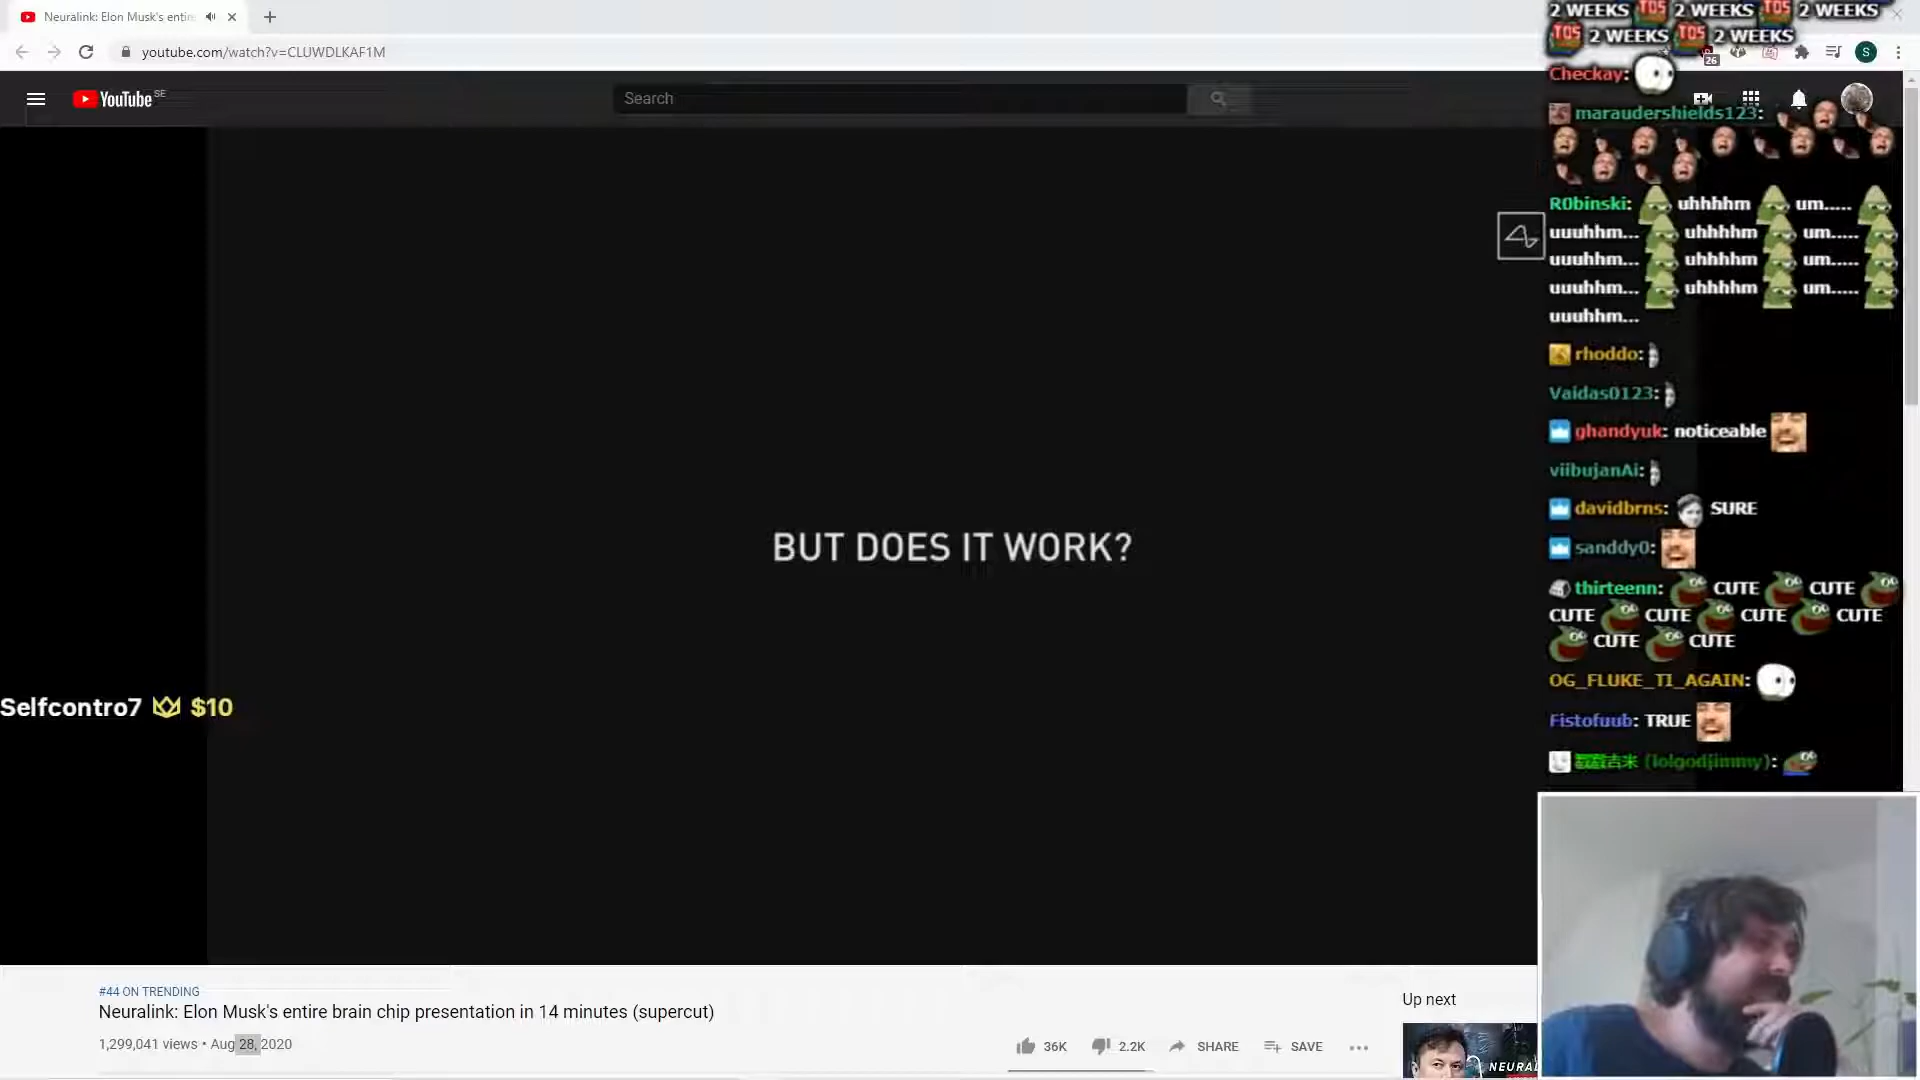 Neuralink: Elon Musk's entire
youtube.com/watch?v=CLUWDLKAF1M
YouTube SE
Search
26
S
2 WEEKS 2 WEEKS 2 WEEKS
2 WEEKS 2 WEEKS
Checkay:
maraudershields123:
R0binski: uhhhhm um.....
uuuhhm... uhhhhm um.....
uuuhhm... uhhhhm um.....
uuuhhm... uhhhhm um.....
uuuhhm...
rhoddo:
Vaidas0123:
ghandyuk: noticeable
viibujanAi:
davidbrns: SURE
sanddy0:
thirteenn: CUTE CUTE
CUTE CUTE CUTE CUTE
CUTE CUTE
OG_FLUKE_TI_AGAIN:
Fistofuub: TRUE
吉米 (lolgodjimmy):
BUT DOES IT WORK?
Selfcontro7 $10
#44 ON TRENDING
Neuralink: Elon Musk's entire brain chip presentation in 14 minutes (supercut)
1,299,041 views • Aug 28, 2020
36K 2.2K SHARE SAVE
Up next
NEURAL